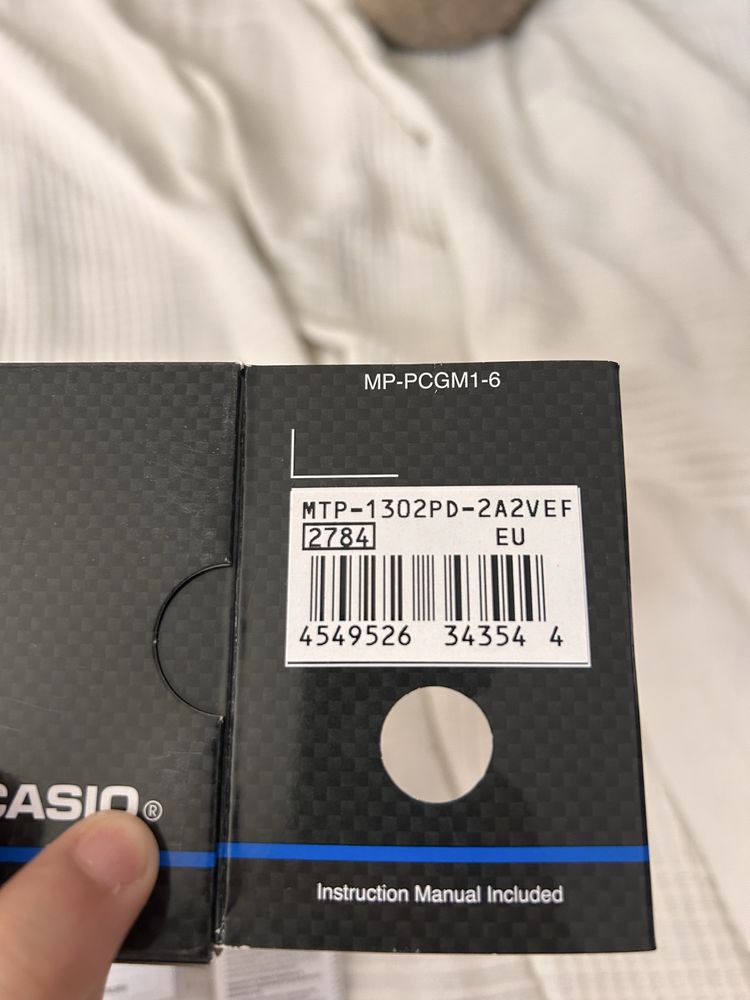 MP-PCGM1-6
MTP-1302PD-2A2VEF
2784 EU
4549526 34354 4
CASIO®
Instruction Manual Included